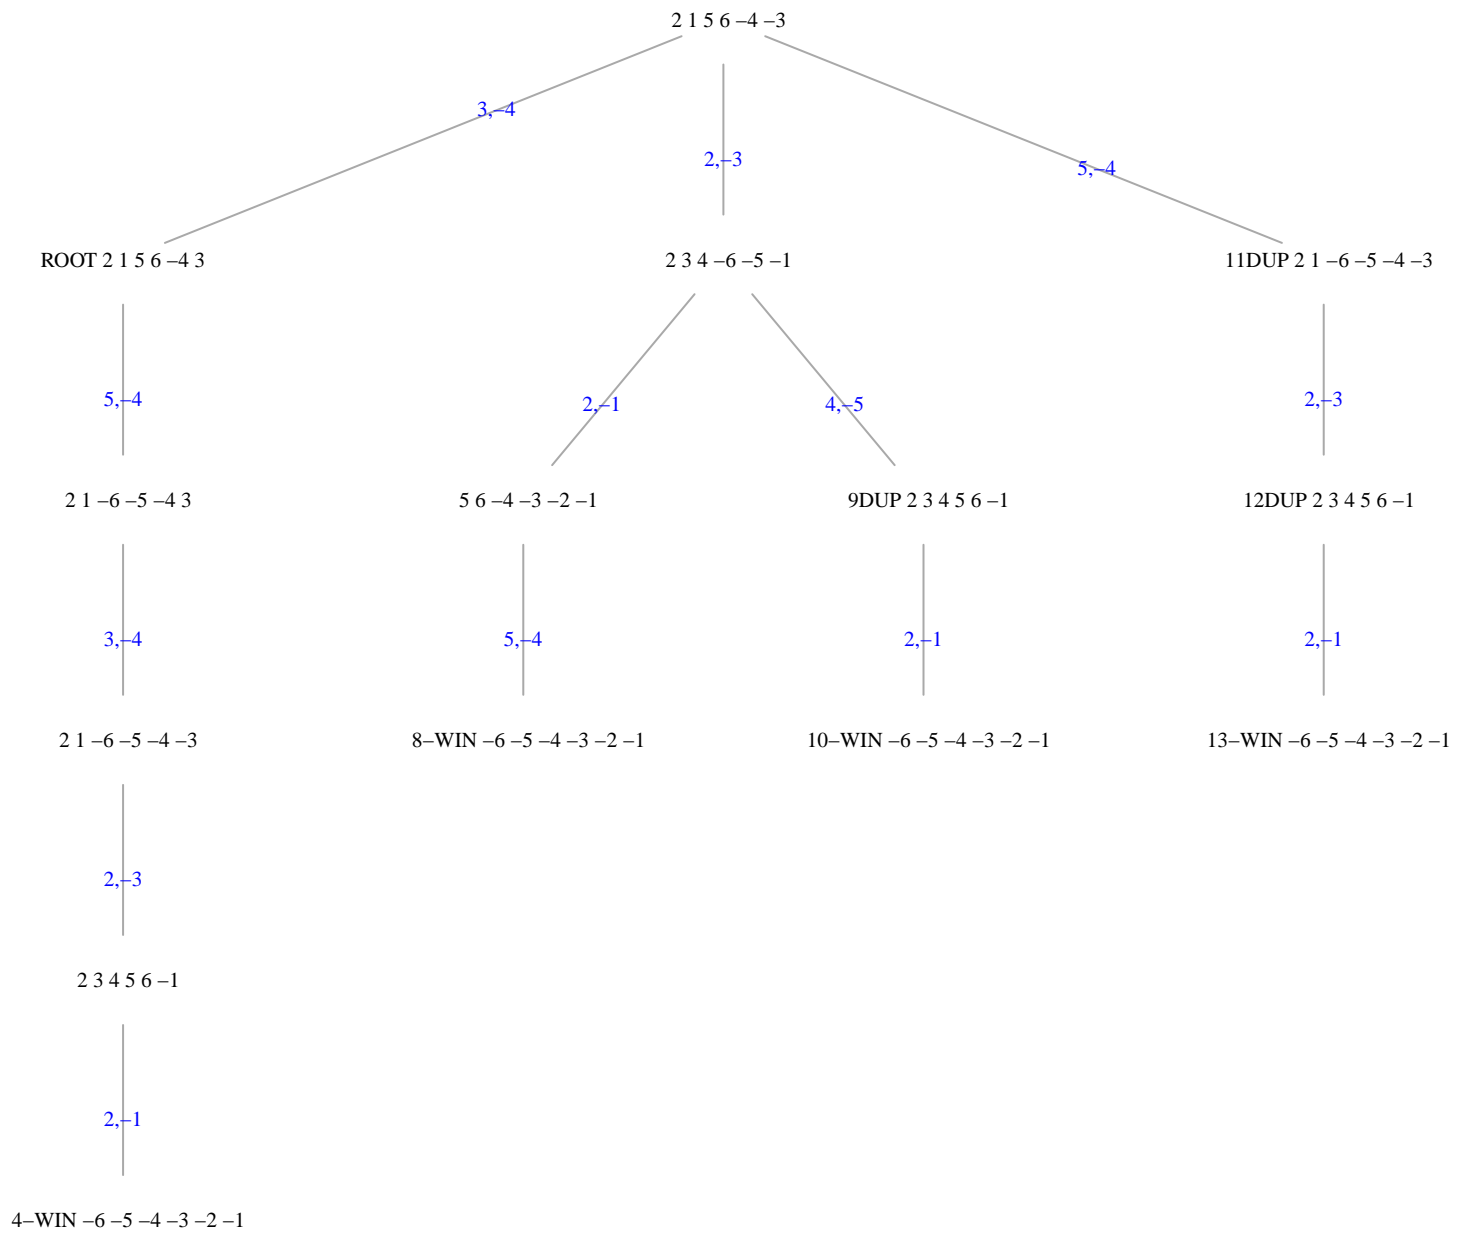 2 1 5 6 –4 –3
3,–4
2,–3
5,–4
ROOT 2 1 5 6 –4 3
2 3 4 –6 –5 –1
11DUP 2 1 –6 –5 –4 –3
5,–4
2,–1
4,–5
2,–3
2 1 –6 –5 –4 3
5 6 –4 –3 –2 –1
9DUP 2 3 4 5 6 –1
12DUP 2 3 4 5 6 –1
3,–4
5,–4
2,–1
2,–1
2 1 –6 –5 –4 –3
8–WIN –6 –5 –4 –3 –2 –1
10–WIN –6 –5 –4 –3 –2 –1
13–WIN –6 –5 –4 –3 –2 –1
2,–3
2 3 4 5 6 –1
2,–1
4–WIN –6 –5 –4 –3 –2 –1